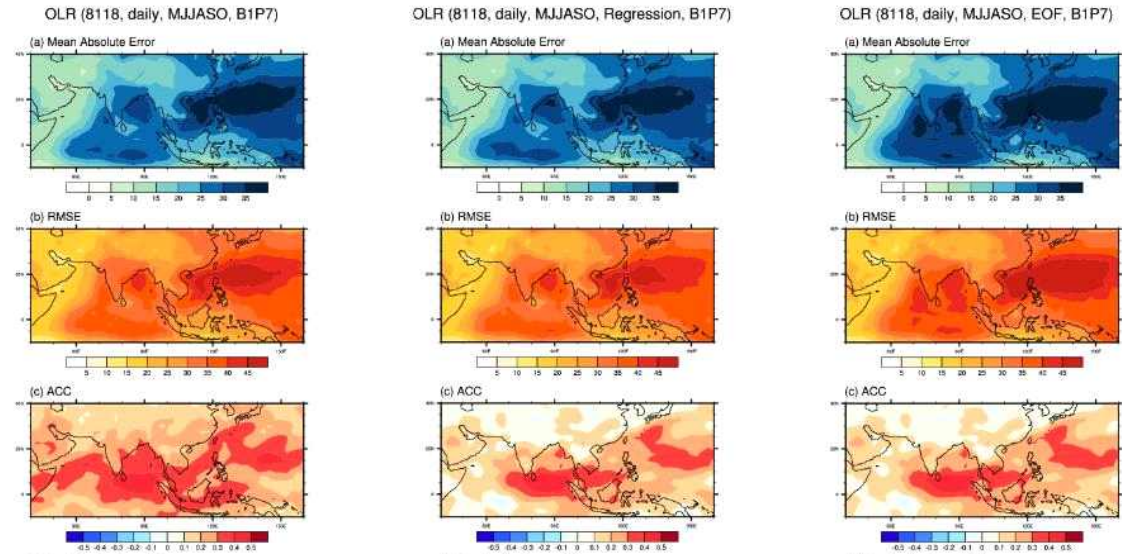 OLR (8118, daily, MJJASO, B1P7)
(a) Mean Absolute Error
0 5 10 15 20 25 30 35
(b) RMSE
5 10 15 20 25 30 35 40 45
(c) ACC
-0.5 -0.4 -0.3 -0.2 -0.1 0 0.1 0.2 0.3 0.4 0.5
OLR (8118, daily, MJJASO, Regression, B1P7)
(a) Mean Absolute Error
0 5 10 15 20 25 30 35
(b) RMSE
5 10 15 20 25 30 35 40 45
(c) ACC
-0.5 -0.4 -0.3 -0.2 -0.1 0 0.1 0.2 0.3 0.4 0.5
OLR (8118, daily, MJJASO, EOF, B1P7)
(a) Mean Absolute Error
0 5 10 15 20 25 30 35
(b) RMSE
5 10 15 20 25 30 35 40 45
(c) ACC
-0.5 -0.4 -0.3 -0.2 -0.1 0 0.1 0.2 0.3 0.4 0.5